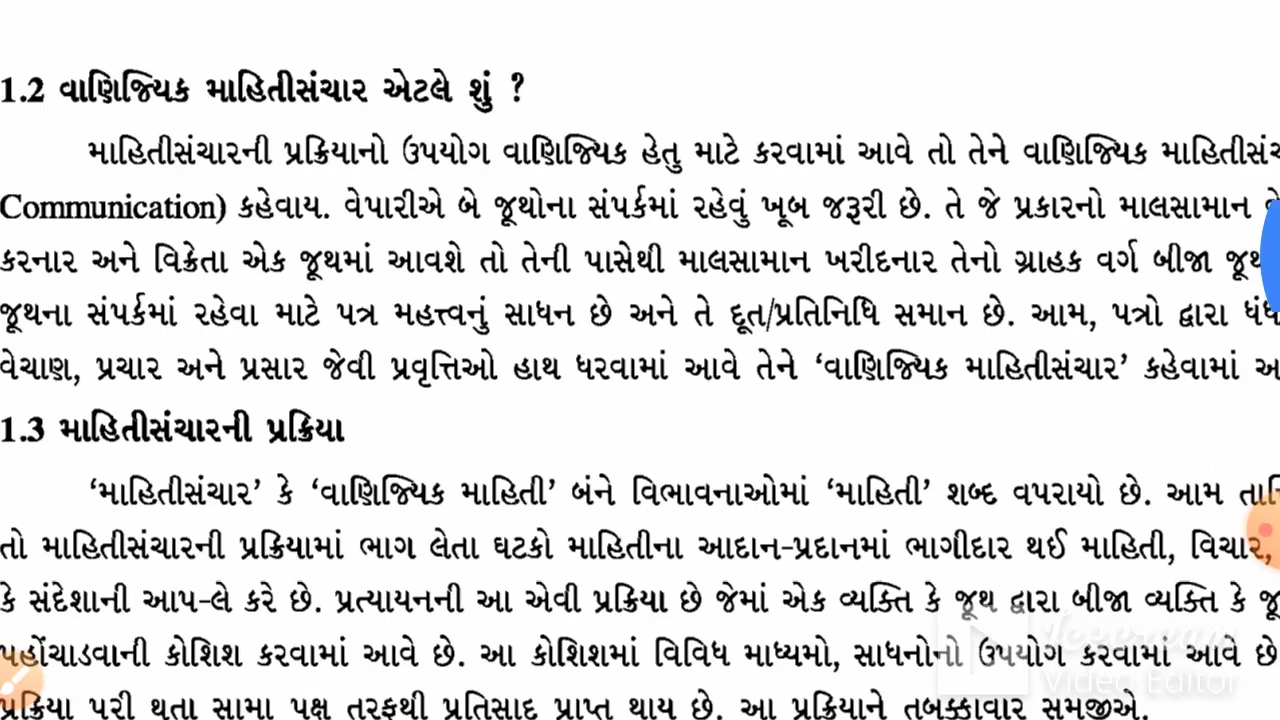 1.2 વાણિજ્યિક માહિતીસંચાર એટલે શું ?
માહિતીસંચારની પ્રક્રિયાનો ઉપયોગ વાણિજ્યિક હેતુ માટે કરવામાં આવે તો તેને વાણિજ્યિક
Communication) કહેવાય. વેપારીએ બે જૂથોના સંપર્કમાં રહેવું ખૂબ જરૂરી છે. તે જે પ્રકારનો માલસામાન
કરનાર અને વિક્રેતા એક જૂથમાં આવશે તો તેની પાસેથી માલસામાન ખરીદનાર તેનો ગ્રાહક વર્ગ બીજા
જૂથના સંપર્કમાં રહેવા માટે પત્ર મહત્ત્વનું સાધન છે અને તે દૂત/પ્રતિનિધિ સમાન છે. આમ, પત્રો દ્વારા
વેચાણ, પ્રચાર અને પ્રસાર જેવી પ્રવૃત્તિઓ હાથ ધરવામાં આવે તેને ‘વાણિજ્યિક માહિતીસંચાર’ કહેવામાં
1.3 માહિતીસંચારની પ્રક્રિયા
‘માહિતીસંચાર’ કે ‘વાણિજ્યિક માહિતી’ બંને વિભાવનાઓમાં ‘માહિતી’ શબ્દ વપરાયો છે. આમ
તો માહિતીસંચારની પ્રક્રિયામાં ભાગ લેતા ઘટકો માહિતીના આદાન-પ્રદાનમાં ભાગીદાર થઈ માહિતી, વિચાર,
કે સંદેશાની આપ-લે કરે છે. પ્રત્યાયનની આ એવી પ્રક્રિયા છે જેમાં એક વ્યક્તિ કે જૂથ દ્વારા બીજા વ્યક્તિ કે
પહોંચાડવાની કોશિશ કરવામાં આવે છે. આ કોશિશમાં વિવિધ માધ્યમો, સાધનોનો ઉપયોગ કરવામાં આવે છે
પ્રક્રિયા પૂરી થતા સામા પક્ષ તરફથી પ્રતિસાદ પ્રાપ્ત થાય છે. આ પ્રક્રિયાને તબક્કાવાર સમજીએ.
Video Editor